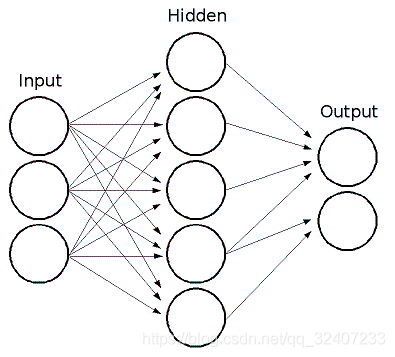 Hidden
Input
Output
https://blog.csdn.net/qq_32407233